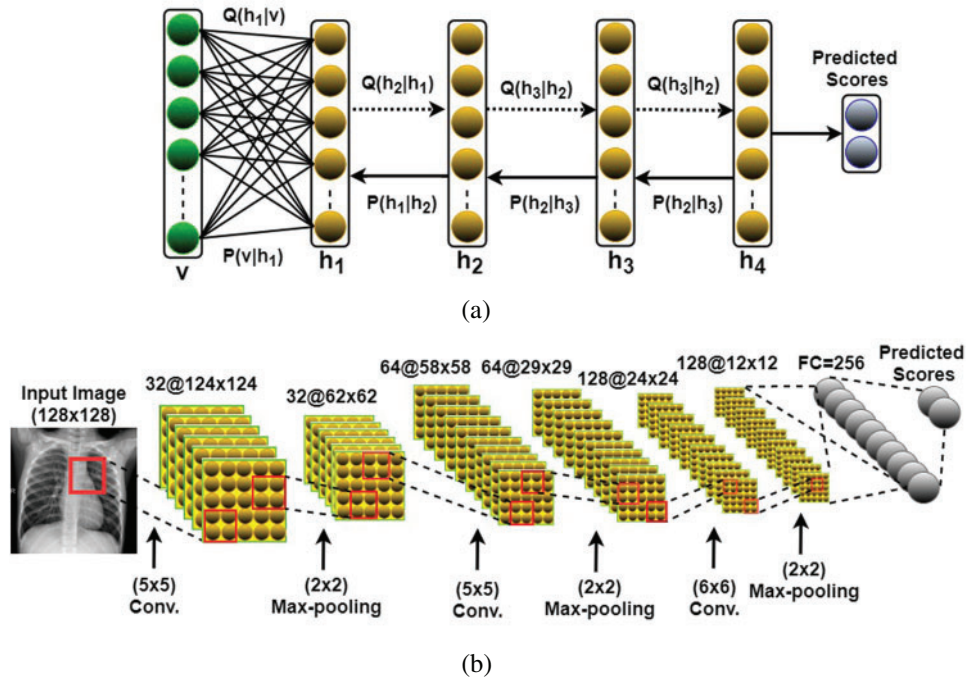 Q(h1|v)
Q(h2|h1)
Q(h3|h2)
Q(h3|h2)
Predicted
Scores
P(v|h1)
P(h1|h2)
P(h2|h3)
P(h2|h3)
v
h1
h2
h3
h4
(a)
Input Image
(128x128)
32@124x124
32@62x62
64@58x58
64@29x29
128@24x24
128@12x12
FC=256
Predicted
Scores
(5x5)
Conv.
(2x2)
Max-pooling
(5x5)
Conv.
(2x2)
Max-pooling
(6x6)
Conv.
(2x2)
Max-pooling
(b)